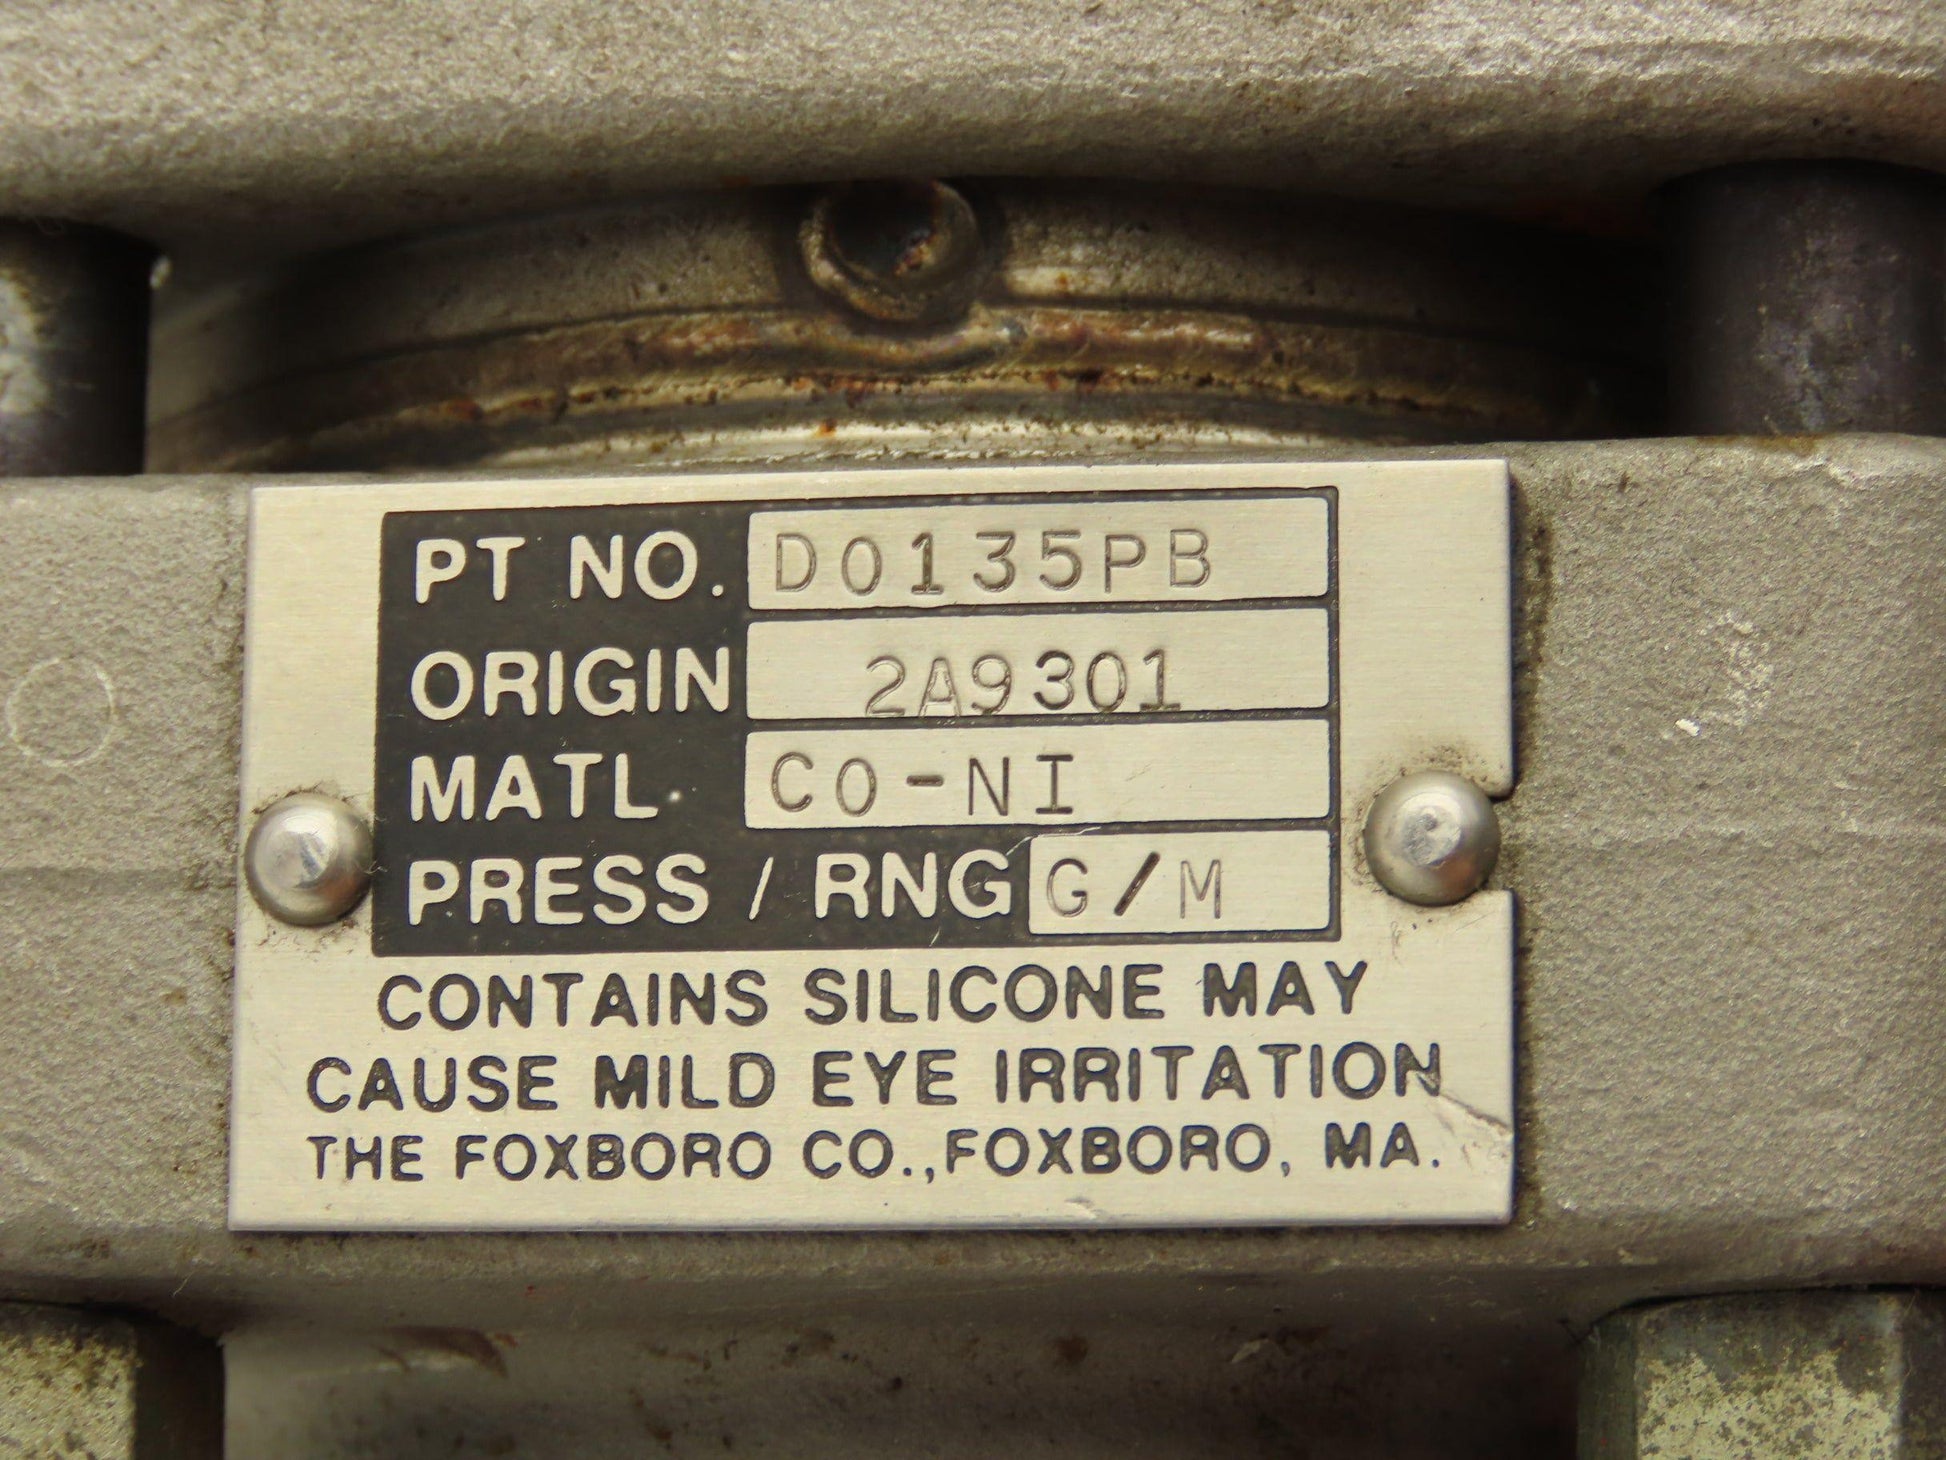 PT NO. D0135PB
ORIGIN 2A9301
MATL. CO-NI
PRESS / RNG G/M
CONTAINS SILICONE MAY
CAUSE MILD EYE IRRITATION
THE FOXBORO CO., FOXBORO, MA.